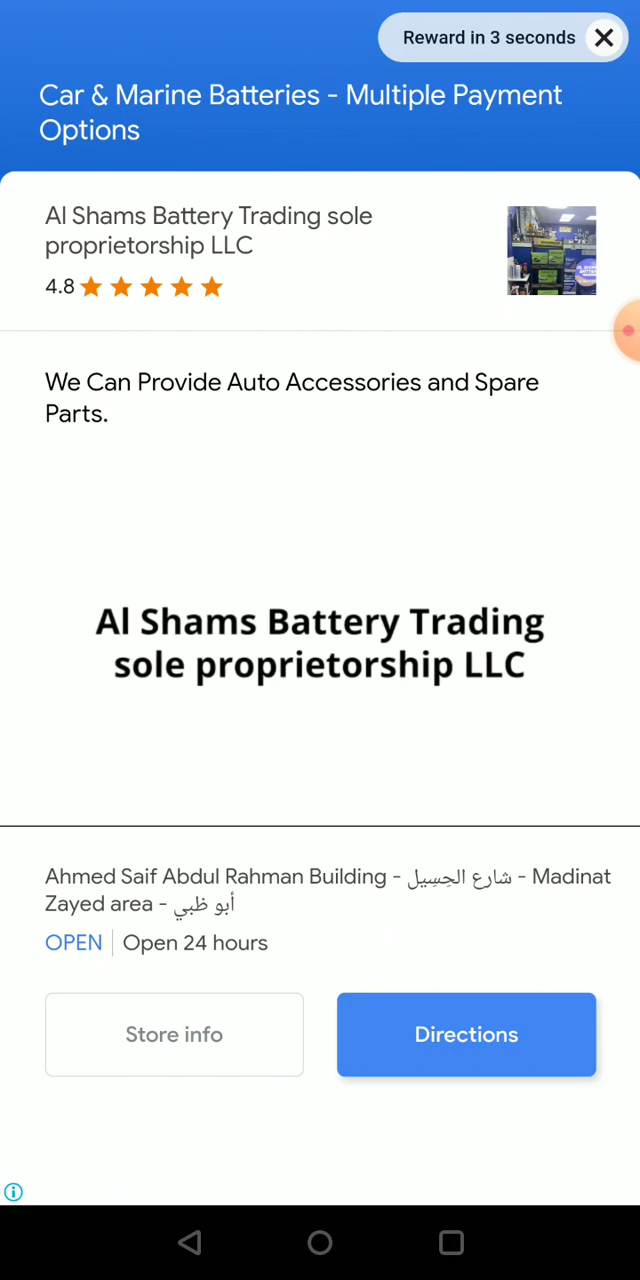 Reward in 3 seconds
Car & Marine Batteries - Multiple Payment
Options
Al Shams Battery Trading sole
proprietorship LLC
4.8
We Can Provide Auto Accessories and Spare
Parts.
Al Shams Battery Trading
sole proprietorship LLC
Ahmed Saif Abdul Rahman Building - شارع الحِسِيل - Madinat
Zayed area - أبو ظبي
OPEN Open 24 hours
Store info
Directions